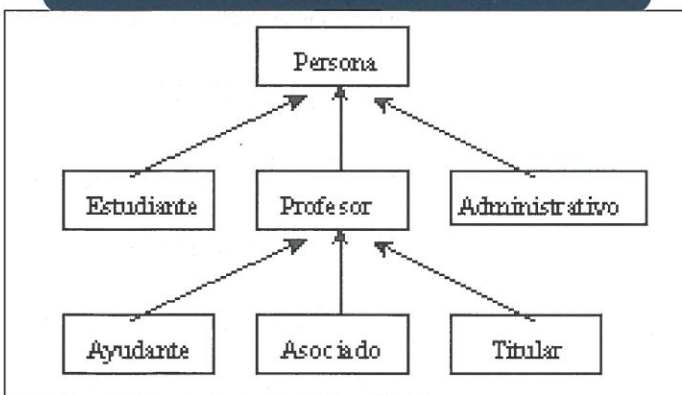 Persona
Estudiante Profesor Administrativo
Ayudante Asociado Titular